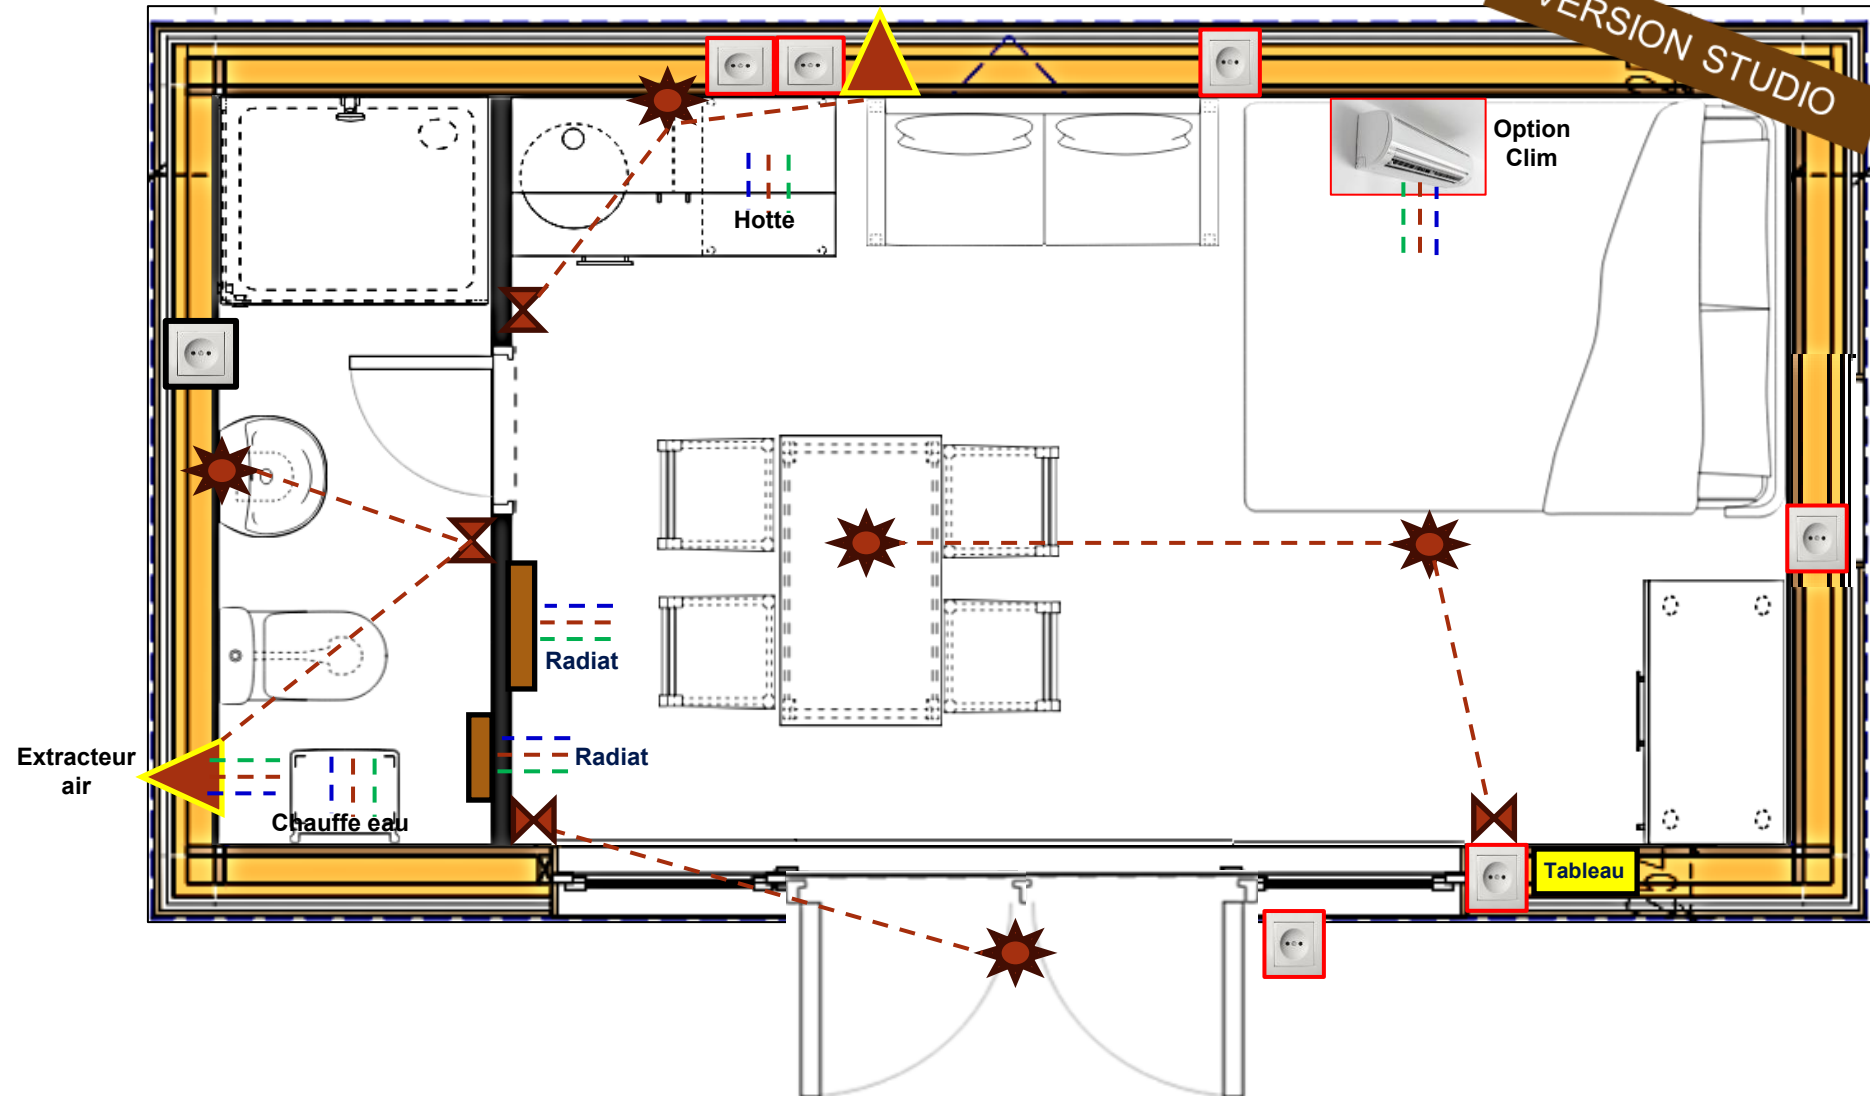 VERSION STUDIO
Option
Clim
Hotte
Radiat
Radiat
Extracteur
air
Chauffe eau
Tableau